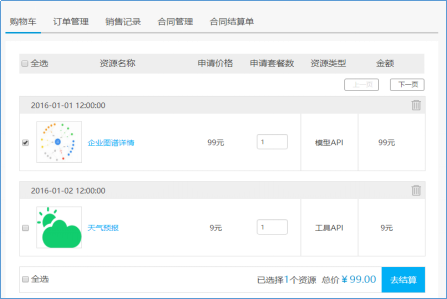 购物车 订单管理 销售记录 合同管理 合同结算单
全选 资源名称 申请价格 申请套餐数 资源类型 金额
上一页 下一页
2016-01-01 12:00:00
企业图谱详情 99元 1 模型API 99元
2016-01-02 12:00:00
天气预报 9元 1 工具API 9元
全选 已选择1个资源 总价￥99.00 去结算